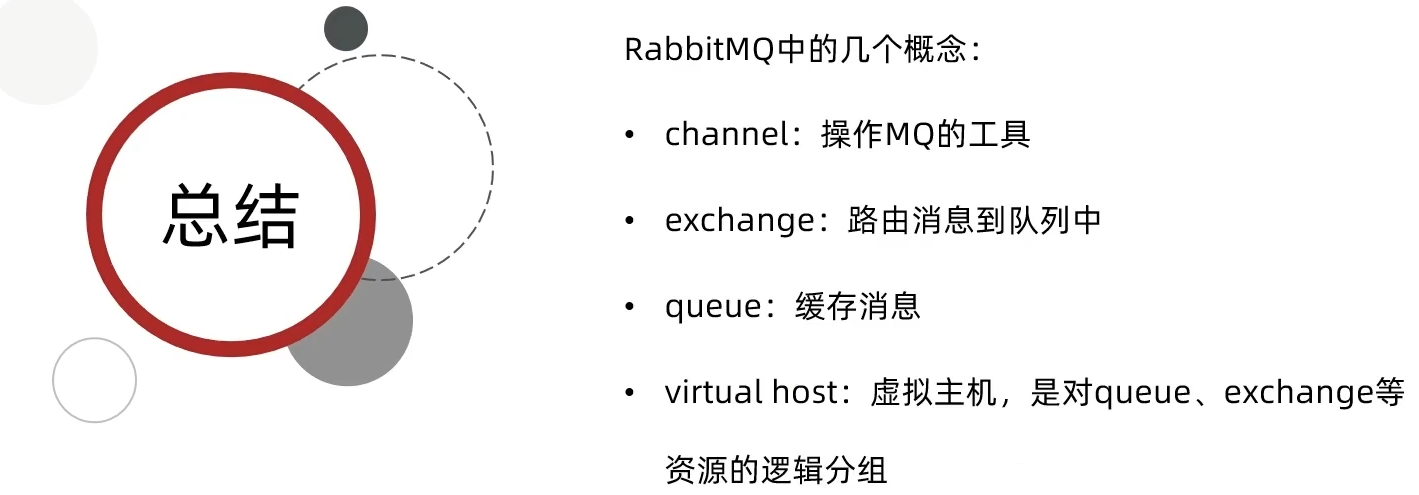 总结
RabbitMQ中的几个概念：
• channel：操作MQ的工具
• exchange：路由消息到队列中
• queue：缓存消息
• virtual host：虚拟主机，是对queue、exchange等
资源的逻辑分组